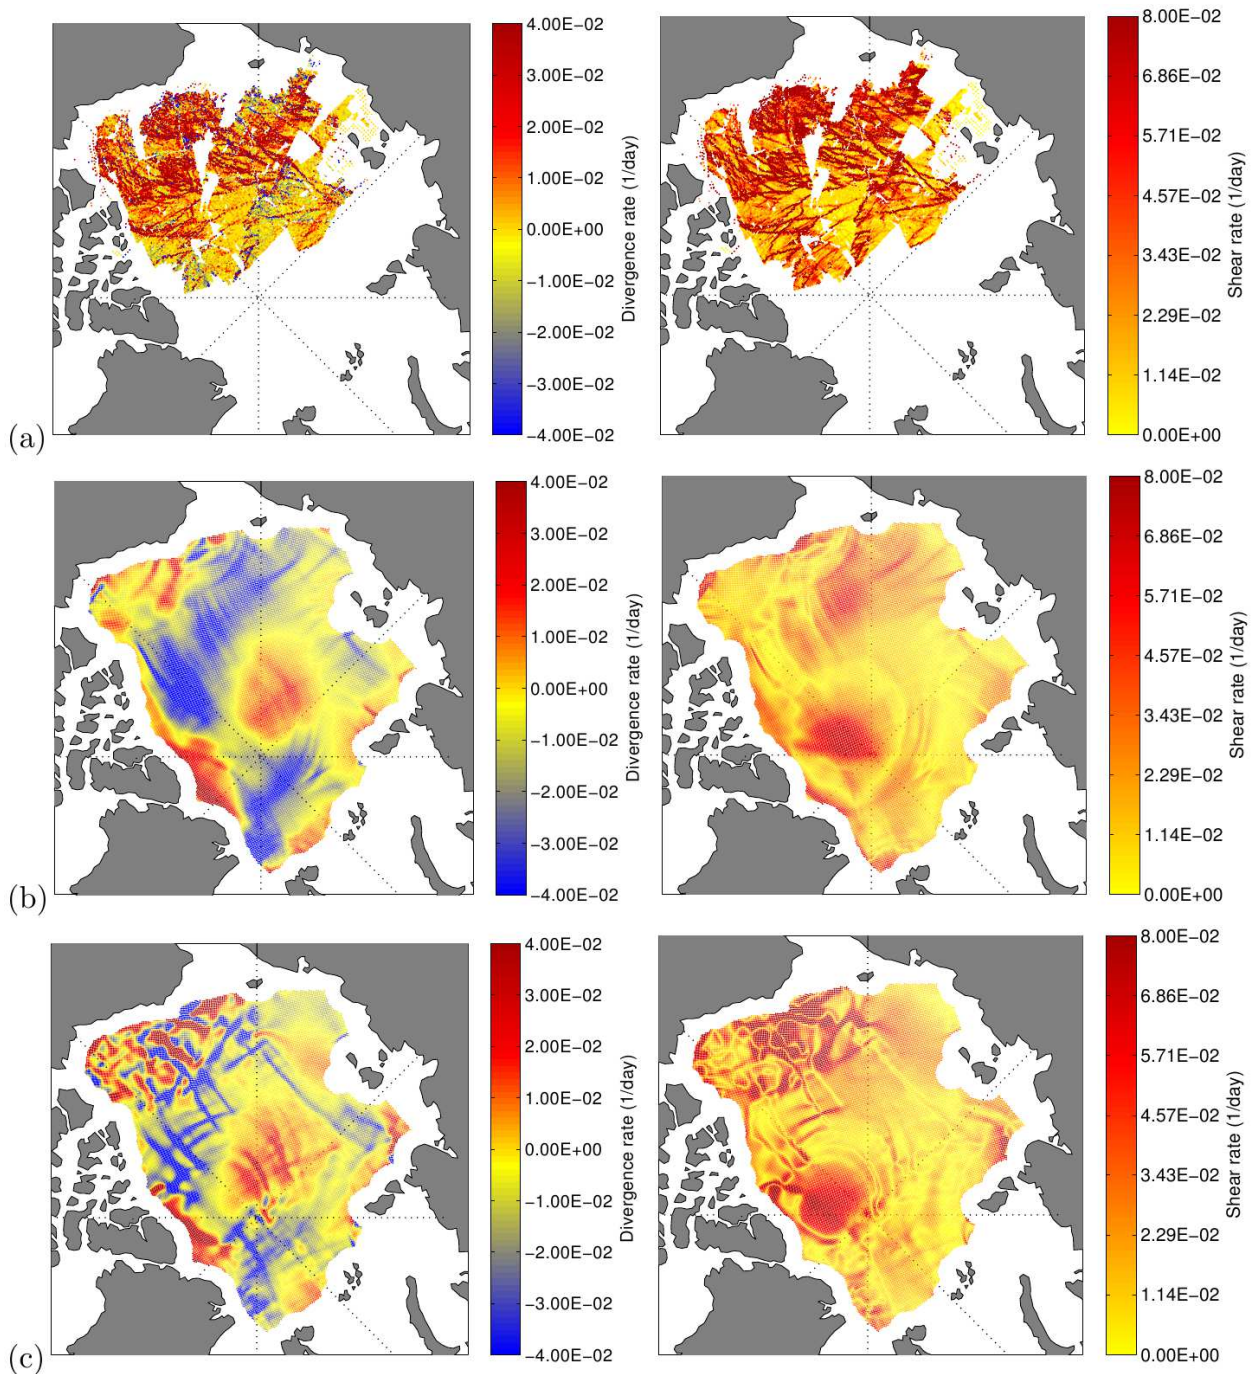 4.00E−02
3.00E−02
2.00E−02
1.00E−02
0.00E+00
−1.00E−02
−2.00E−02
−3.00E−02
−4.00E−02
Divergence rate (1/day)
8.00E−02
6.86E−02
5.71E−02
4.57E−02
3.43E−02
2.29E−02
1.14E−02
0.00E+00
Shear rate (1/day)
(a)
4.00E−02
3.00E−02
2.00E−02
1.00E−02
0.00E+00
−1.00E−02
−2.00E−02
−3.00E−02
−4.00E−02
Divergence rate (1/day)
8.00E−02
6.86E−02
5.71E−02
4.57E−02
3.43E−02
2.29E−02
1.14E−02
0.00E+00
Shear rate (1/day)
(b)
4.00E−02
3.00E−02
2.00E−02
1.00E−02
0.00E+00
−1.00E−02
−2.00E−02
−3.00E−02
−4.00E−02
Divergence rate (1/day)
8.00E−02
6.86E−02
5.71E−02
4.57E−02
3.43E−02
2.29E−02
1.14E−02
0.00E+00
Shear rate (1/day)
(c)